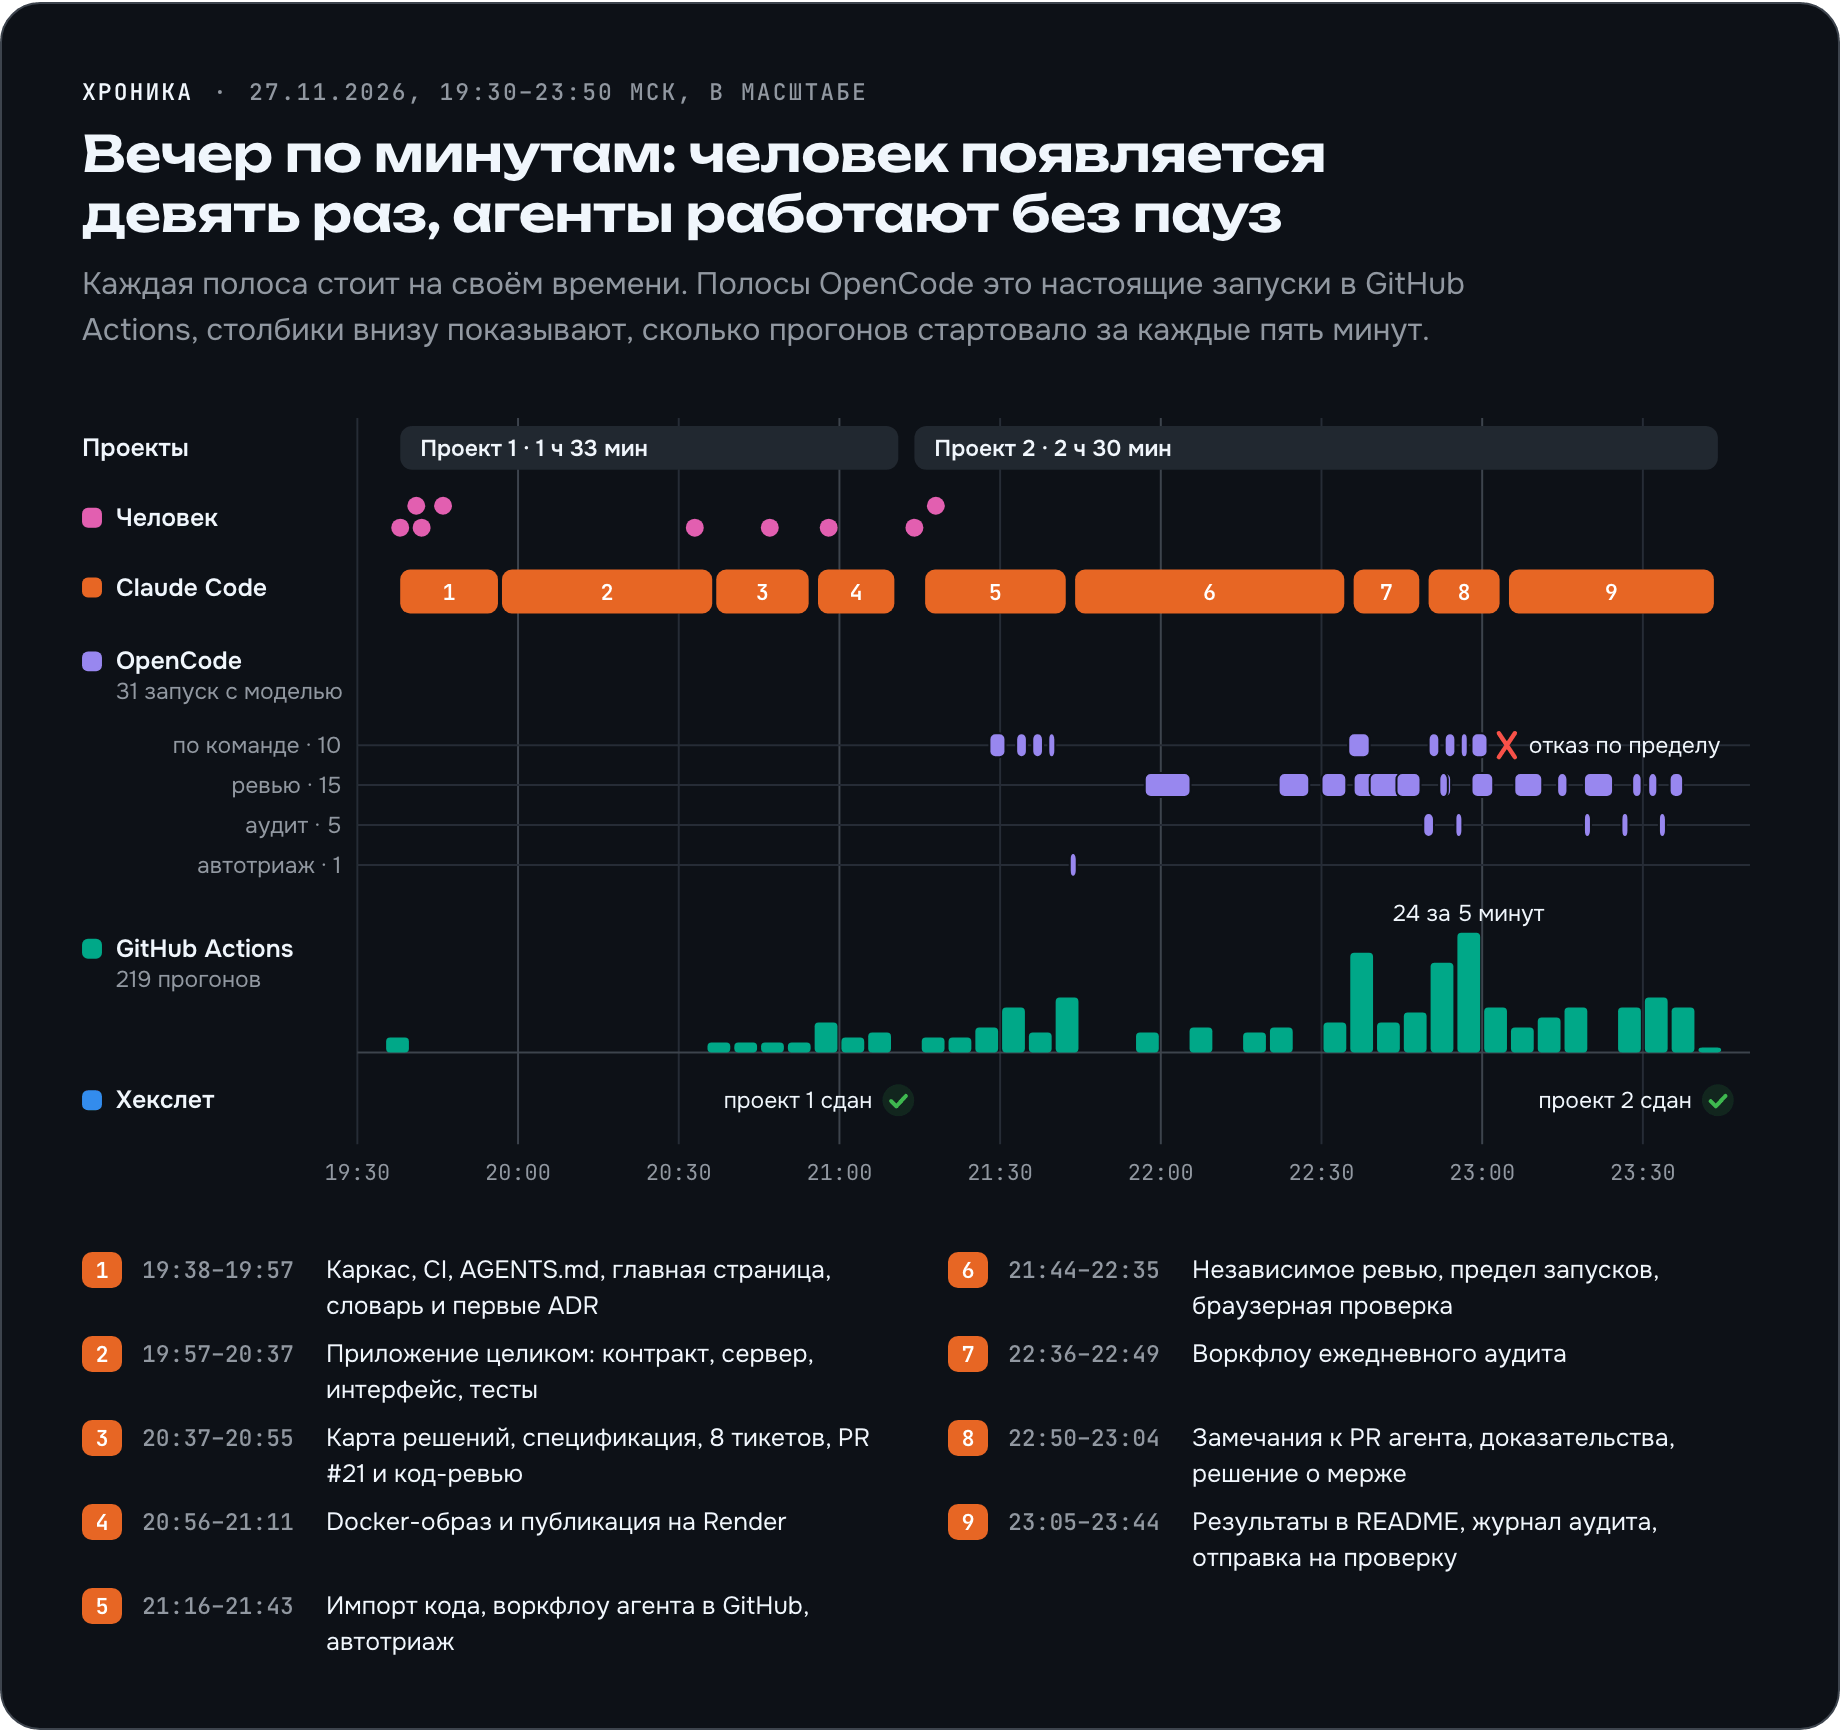 ХРОНИКА · 27.11.2026, 19:30–23:50 МСК, В МАСШТАБЕ
Вечер по минутам: человек появляется
девять раз, агенты работают без пауз
Каждая полоса стоит на своём времени. Полосы OpenCode это настоящие запуски в GitHub
Actions, столбики внизу показывают, сколько прогонов стартовало за каждые пять минут.
Проекты
Проект 1 · 1 ч 33 мин
Проект 2 · 2 ч 30 мин
Человек
Claude Code
1 2 3 4 5 6 7 8 9
OpenCode
31 запуск с моделью
по команде · 10
отказ по пределу
ревью · 15
аудит · 5
автотриаж · 1
24 за 5 минут
GitHub Actions
219 прогонов
Хекслет
проект 1 сдан
проект 2 сдан
19:30 20:00 20:30 21:00 21:30 22:00 22:30 23:00 23:30
1 19:38–19:57 Каркас, CI, AGENTS.md, главная страница,
словарь и первые ADR
2 19:57–20:37 Приложение целиком: контракт, сервер,
интерфейс, тесты
3 20:37–20:55 Карта решений, спецификация, 8 тикетов, PR
#21 и код-ревью
4 20:56–21:11 Docker-образ и публикация на Render
5 21:16–21:43 Импорт кода, воркфлоу агента в GitHub,
автотриаж
6 21:44–22:35 Независимое ревью, предел запусков,
браузерная проверка
7 22:36–22:49 Воркфлоу ежедневного аудита
8 22:50–23:04 Замечания к PR агента, доказательства,
решение о мерже
9 23:05–23:44 Результаты в README, журнал аудита,
отправка на проверку